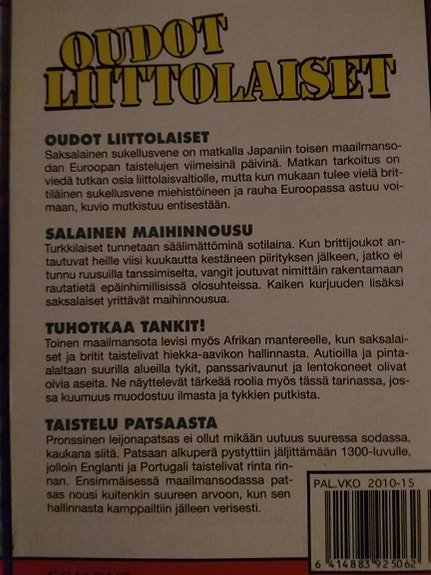 OUDOT
LIITTOLAISET
OUDOT LIITTOLAISET
Saksalainen sukellusvene on matkalla Japaniin toisen maailmanso-
dan Euroopan taistelujen viimeisinä päivinä. Matkan tarkoitus on
viedä tutkan osia liittolaisvaltiolle, mutta kun mukaan tulee vielä brit-
tiläinen sukellusvene miehistöineen ja rauha Euroopassa astuu voi-
maan, kuvio mutkistuu entisestään.
SALAINEN MAIHINNOUSU
Turkkilaiset tunnetaan säälimättöminä sotilaina. Kun brittijoukot an-
tautuvat heille viisi kuukautta kestäneen piirityksen jälkeen, jatko ei
tunnu ruusuilla tanssimiselta, vangit joutuvat nimittäin rakentamaan
rautatietä epäinhimillisissä olosuhteissa. Kaiken kurjuuden lisäksi
saksalaiset yrittävät maihinnousua.
TUHOTKAA TANKIT!
Toinen maailmansota levisi myös Afrikan mantereelle, kun saksalai-
set ja britit taistelivat hiekka-aavikon hallinnasta. Autioilla ja pinta-
alaltaan suurilla alueilla tykit, panssarivaunut ja lentokoneet olivat
oivia aseita. Ne näyttelevät tärkeää roolia myös tässä tarinassa, jos-
sa kuumuus muodostuu ilmasta ja tykkien putkista.
TAISTELU PATSAASTA
Pronssinen leijonapatsas ei ollut mikään uutuus suuressa sodassa,
kaukana siitä. Patsaan alkuperä pystyttiin jäljittämään 1300-luvulle,
jolloin Englanti ja Portugali taistelivat rinta rin-
nan. Ensimmäisessä maailmansodassa pat-
sas nousi kuitenkin suureen arvoon, kun sen
hallinnasta kamppailtiin jälleen verisesti.
PAL.VKO 2010-15
6 414883 925062